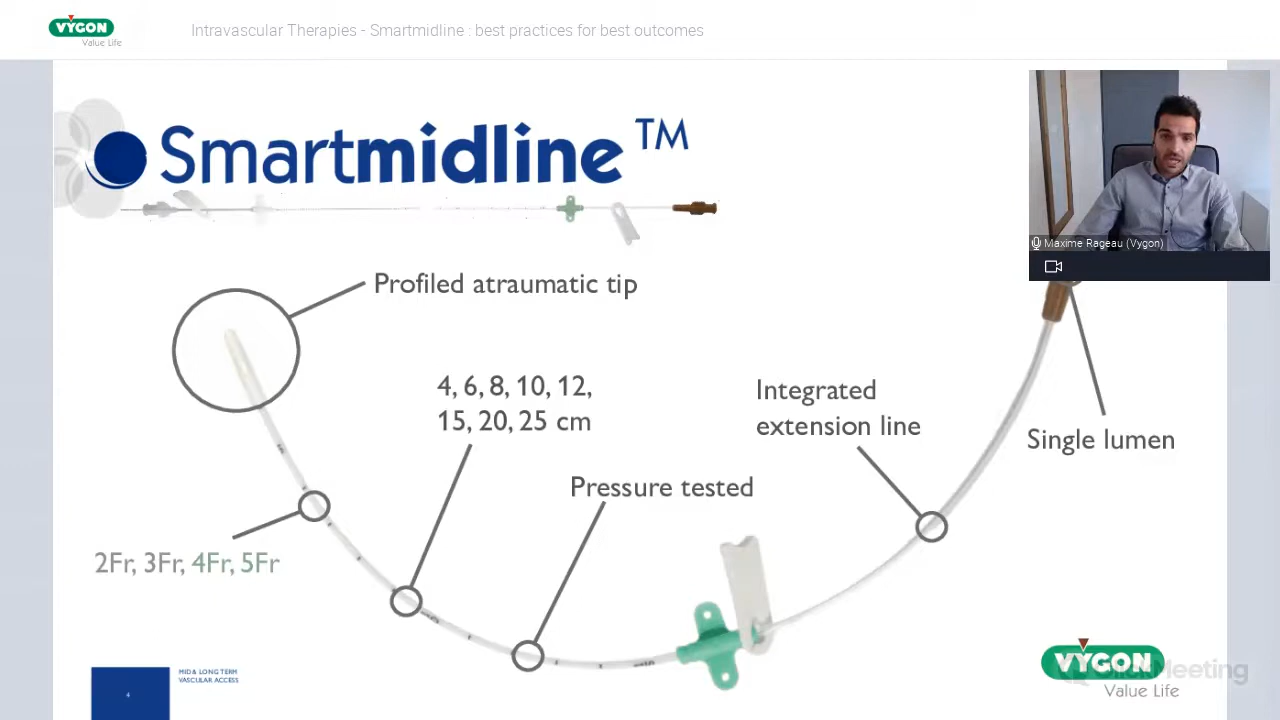 VYGON
Value Life
Intravascular Therapies - Smartmidline : best practices for best outcomes
Smartmidline™
Maxime Rageau (Vygon)
Profiled atraumatic tip
4, 6, 8, 10, 12,
15, 20, 25 cm
Integrated
extension line
Single lumen
Pressure tested
2Fr, 3Fr, 4Fr, 5Fr
MID & LONG TERM
VASCULAR ACCESS
4
VYGON
Value Life
ClickMeeting